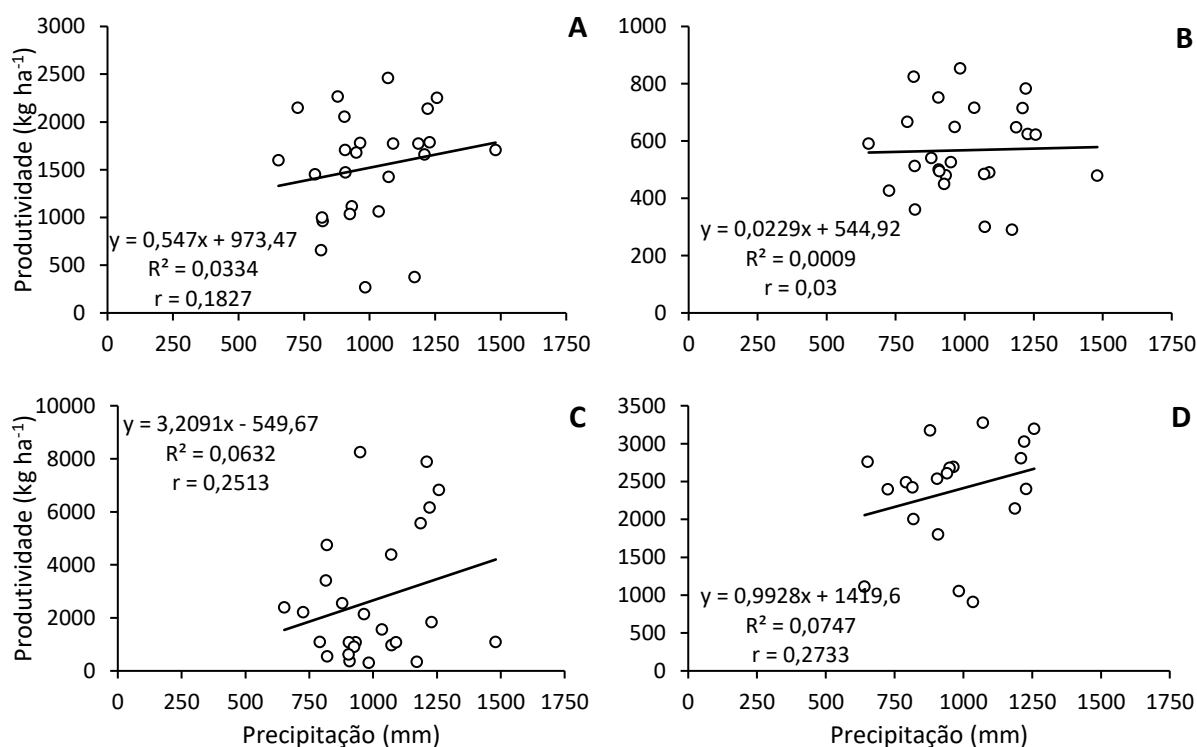 A
Produtividade (kg ha⁻¹)
3000
2500
2000
1500
1000
500
0
y = 0,547x + 973,47
R² = 0,0334
r = 0,1827
0 250 500 750 1000 1250 1500 1750
B
1000
800
600
400
200
0
y = 0,0229x + 544,92
R² = 0,0009
r = 0,03
0 250 500 750 1000 1250 1500 1750
C
Produtividade (kg ha⁻¹)
10000
8000
6000
4000
2000
0
y = 3,2091x - 549,67
R² = 0,0632
r = 0,2513
0 250 500 750 1000 1250 1500 1750
Precipitação (mm)
D
3500
3000
2500
2000
1500
1000
500
0
y = 0,9928x + 1419,6
R² = 0,0747
r = 0,2733
0 250 500 750 1000 1250 1500 1750
Precipitação (mm)